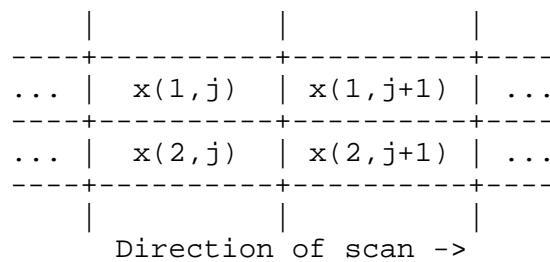 |          |          |
----+----------+----------+----
... |  x(1,j)  | x(1,j+1) | ...
----+----------+----------+----
... |  x(2,j)  | x(2,j+1) | ...
----+----------+----------+----
     |          |          |
Direction of scan ->